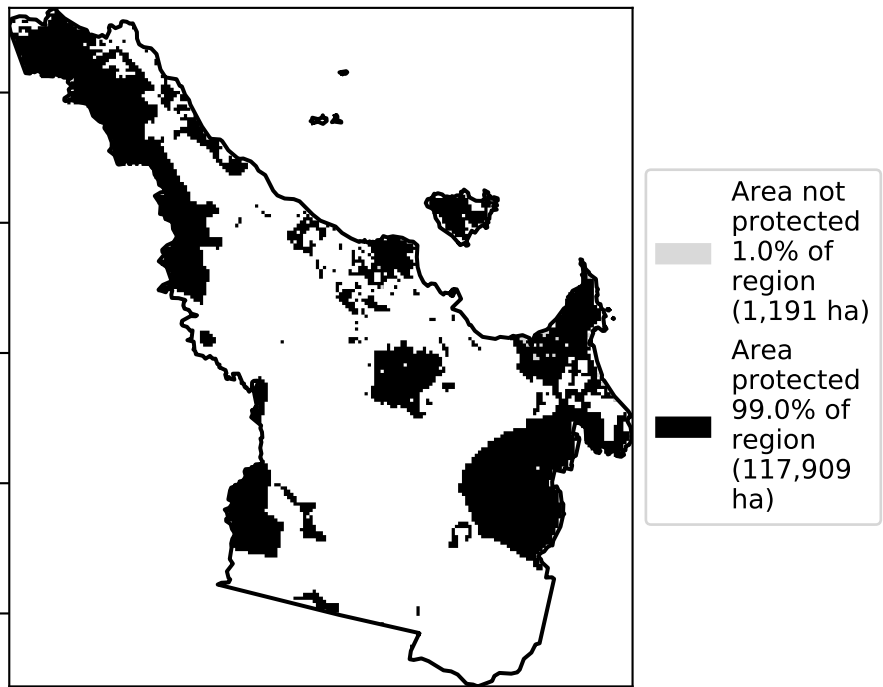 Area not
protected
1.0% of
region
(1,191 ha)
Area
protected
99.0% of
region
(117,909
ha)